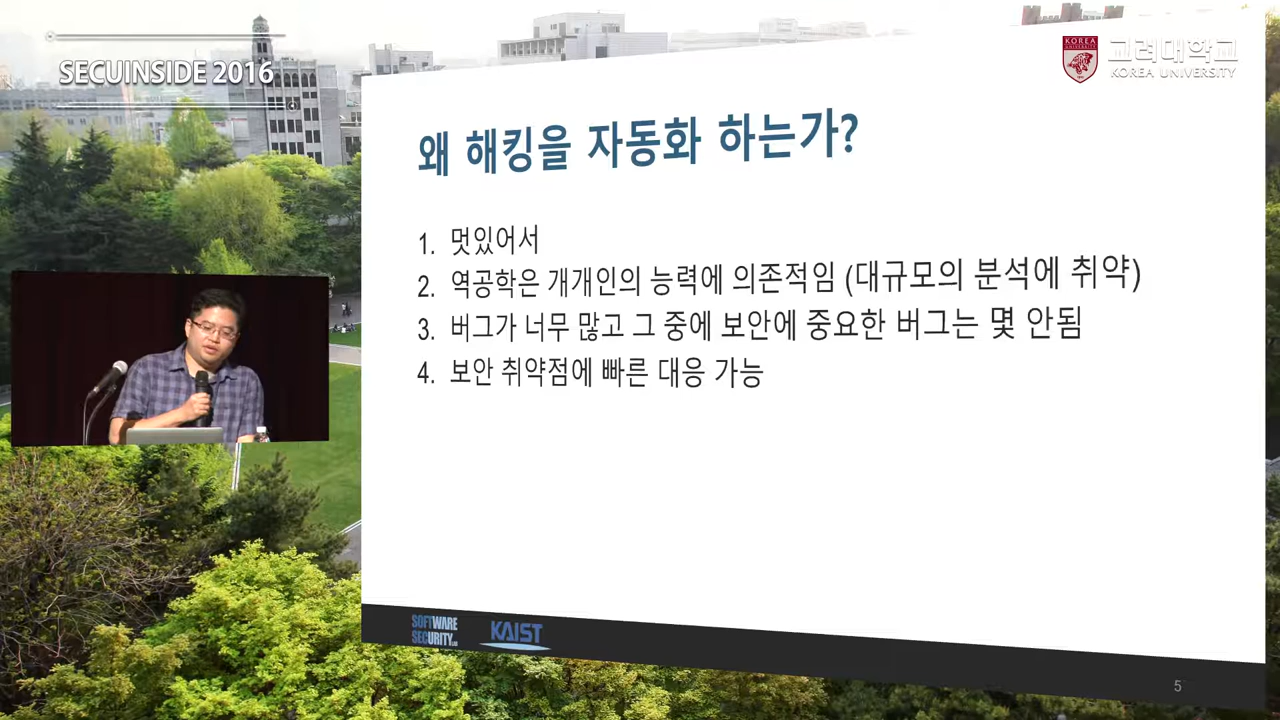 SECUINSIDE 2016
KOREA UNIVERSITY
고려대학교
KOREA UNIVERSITY
왜 해킹을 자동화 하는가?
1. 멋있어서
2. 역공학은 개개인의 능력에 의존적임 (대규모의 분석에 취약)
3. 버그가 너무 많고 그 중에 보안에 중요한 버그는 몇 안됨
4. 보안 취약점에 빠른 대응 가능
SOFTWARE
SECURITY
KAIST
5